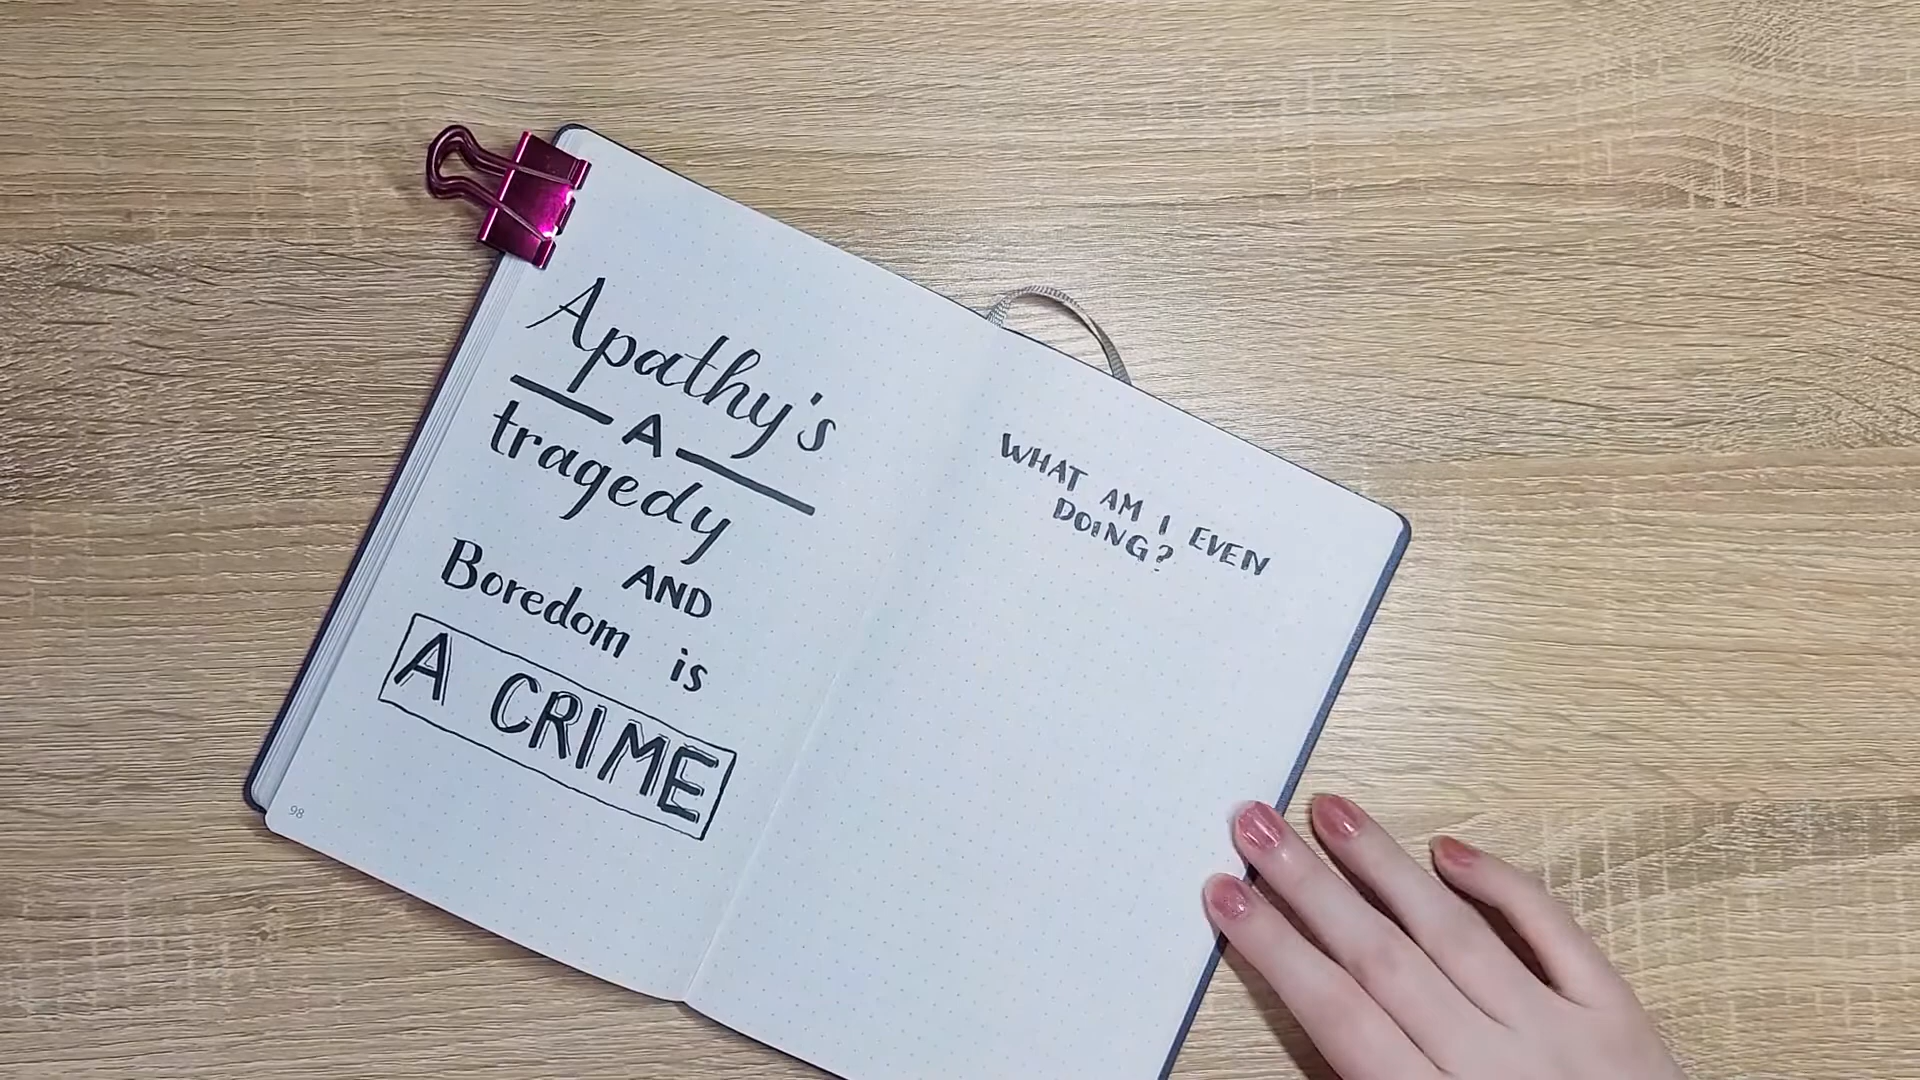 Apathy's
A
tragedy
AND
Boredom is
A CRIME
98
WHAT AM I EVEN
DOING?